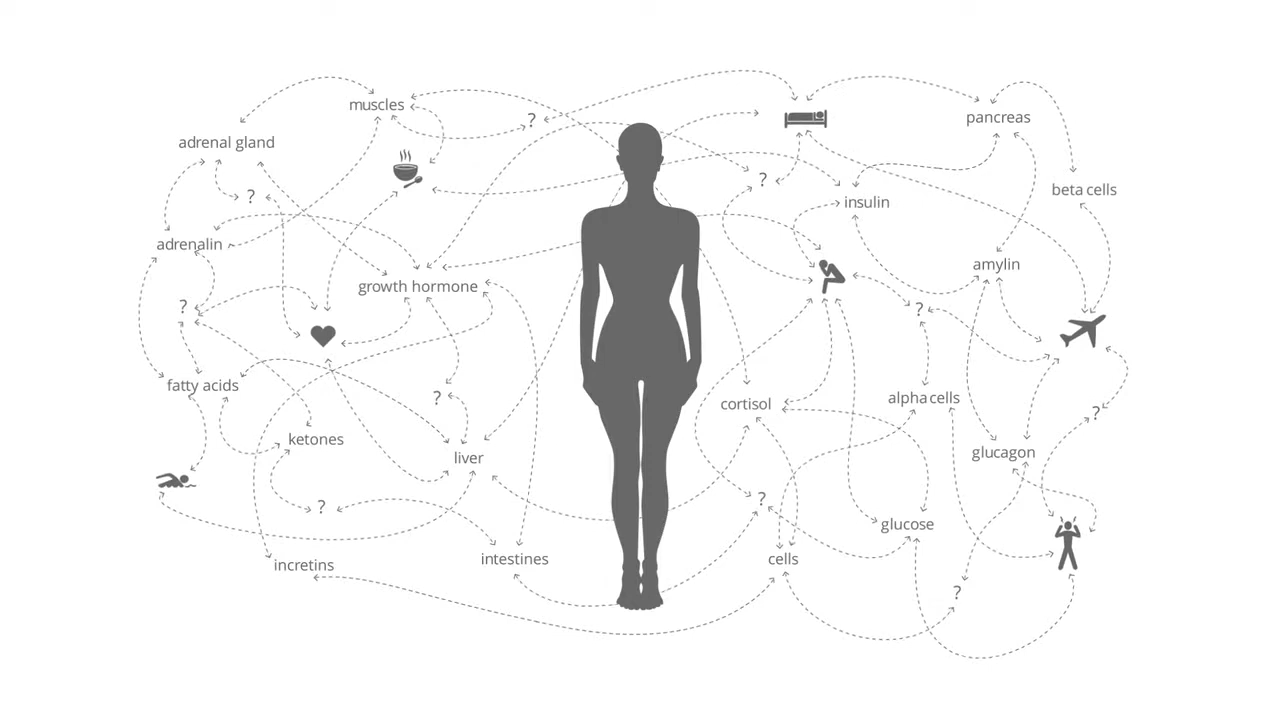 muscles
?
pancreas
adrenal gland
?
?
beta cells
insulin
adrenalin
amylin
growth hormone
?
?
fatty acids
?
cortisol
alpha cells
?
ketones
liver
glucagon
?
?
glucose
incretins
intestines
cells
?